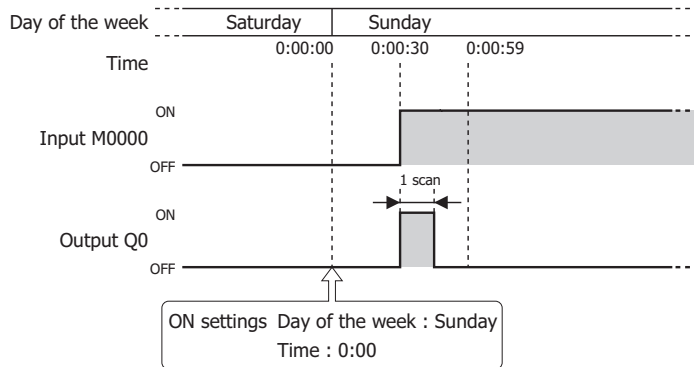 Day of the week Saturday Sunday
Time 0:00:00 0:00:30 0:00:59
ON
Input M0000
OFF
1 scan
ON
Output Q0
OFF
ON settings Day of the week : Sunday
Time : 0:00